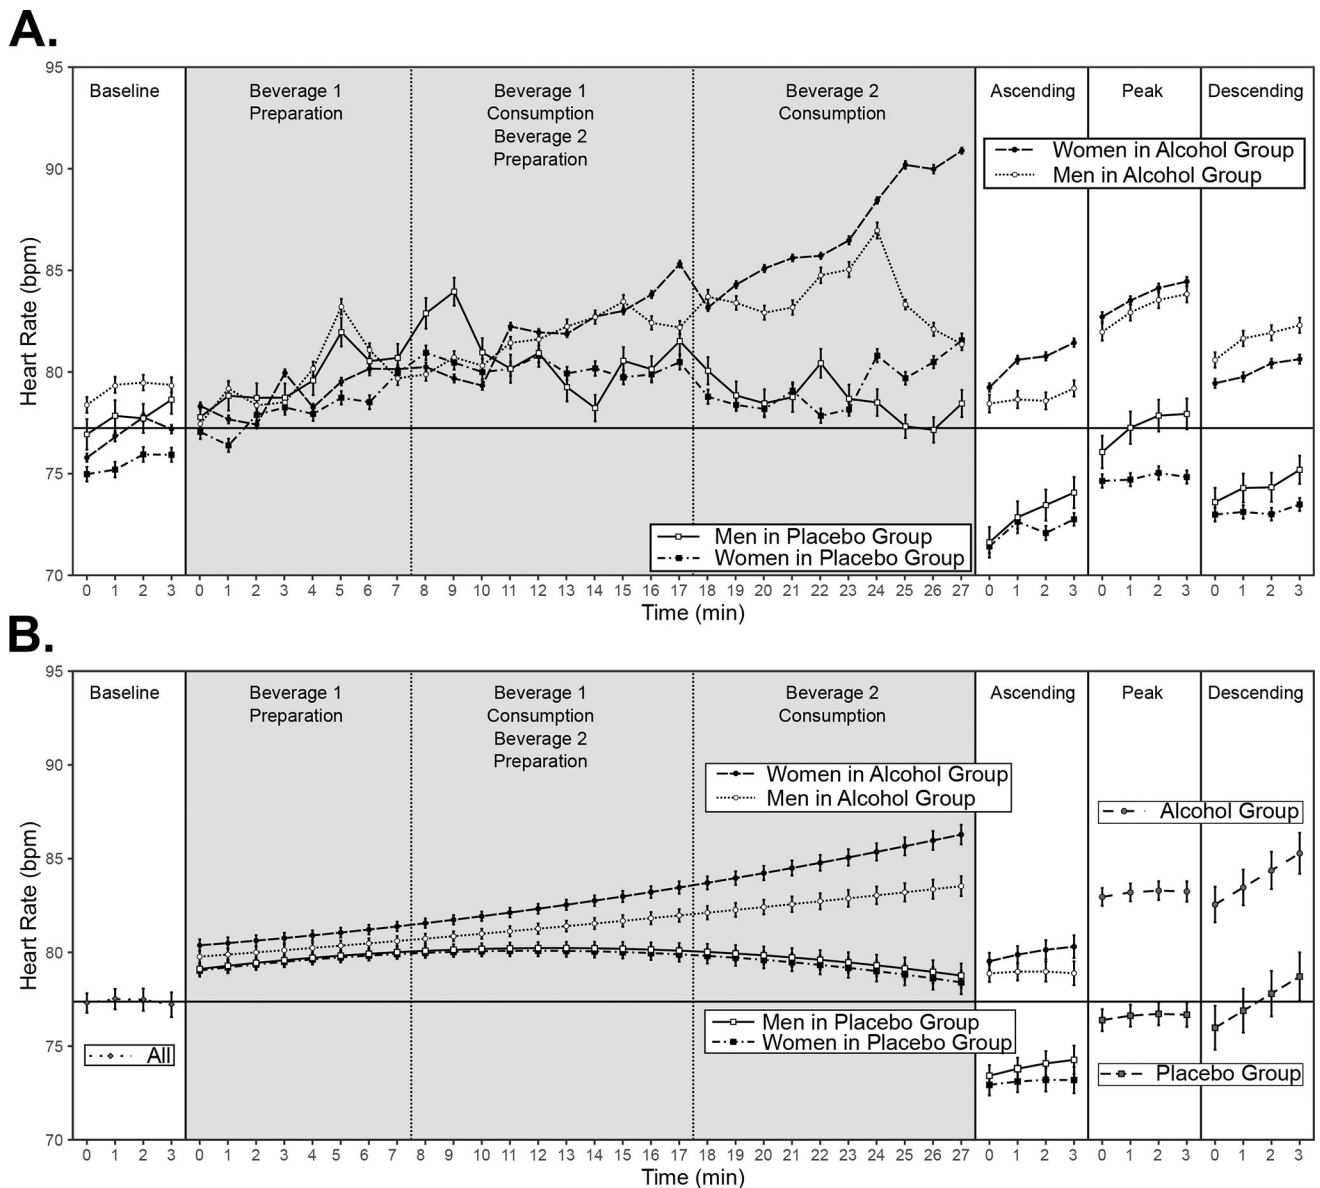 A.
95
90
85
80
75
70
Heart Rate (bpm)
Baseline
Beverage 1
Preparation
Beverage 1
Consumption
Beverage 2
Preparation
Beverage 2
Consumption
Ascending
Peak
Descending
Women in Alcohol Group
Men in Alcohol Group
Men in Placebo Group
Women in Placebo Group
0 1 2 3 0 1 2 3 4 5 6 7 8 9 10 11 12 13 14 15 16 17 18 19 20 21 22 23 24 25 26 27 0 1 2 3 0 1 2 3 0 1 2 3
Time (min)
B.
95
90
85
80
75
70
Heart Rate (bpm)
Baseline
Beverage 1
Preparation
Beverage 1
Consumption
Beverage 2
Preparation
Beverage 2
Consumption
Ascending
Peak
Descending
Women in Alcohol Group
Men in Alcohol Group
Alcohol Group
Men in Placebo Group
Women in Placebo Group
All
Placebo Group
0 1 2 3 0 1 2 3 4 5 6 7 8 9 10 11 12 13 14 15 16 17 18 19 20 21 22 23 24 25 26 27 0 1 2 3 0 1 2 3 0 1 2 3
Time (min)